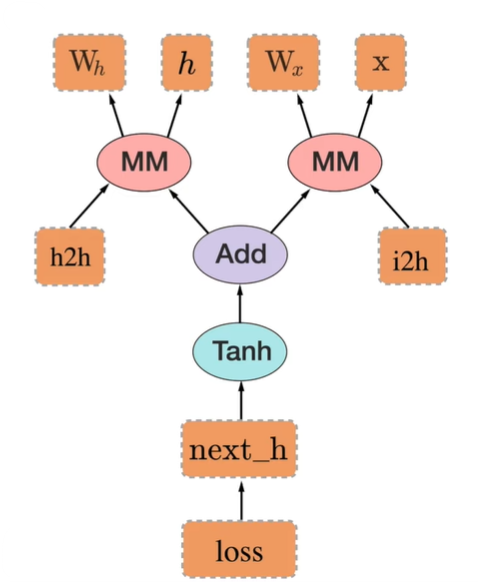 Wₕ h Wₓ x
MM MM
h2h Add i2h
Tanh
next_h
loss